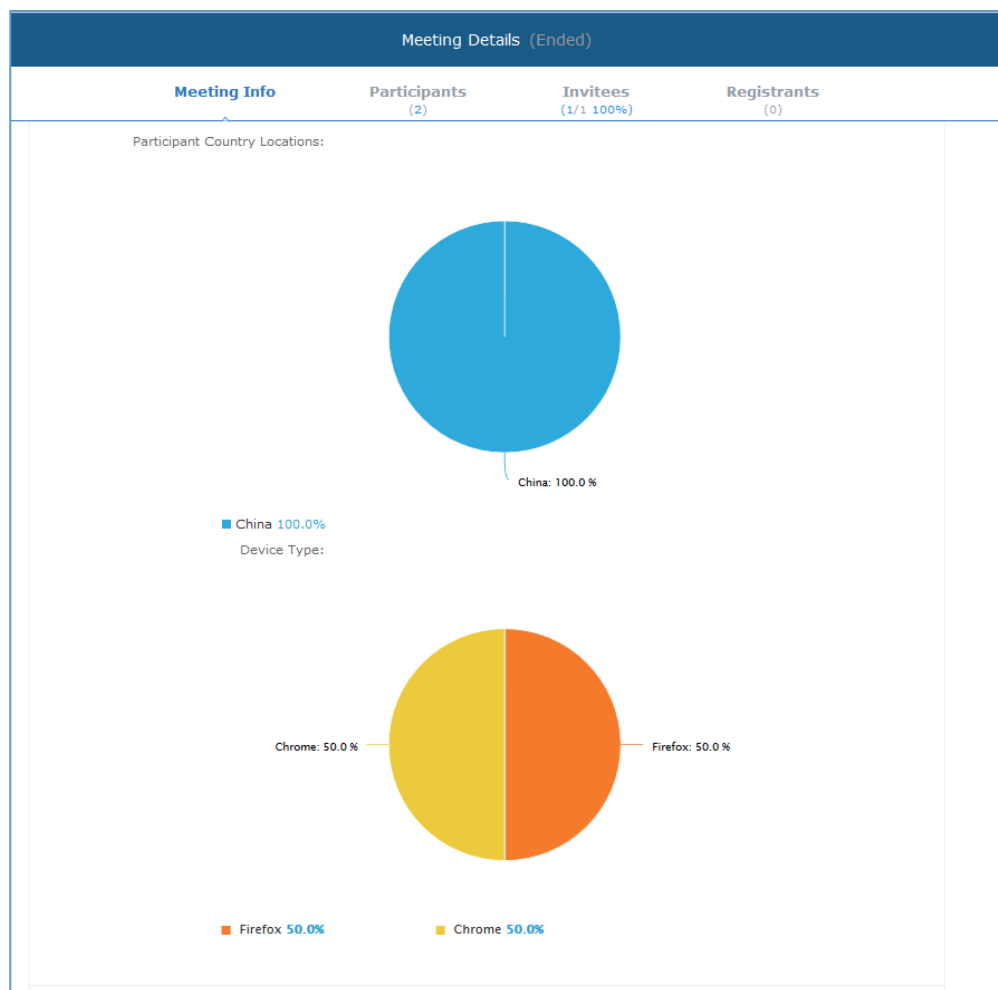 Meeting Details (Ended)
Meeting Info Participants Invitees Registrants
(2) (1/1 100%) (0)
Participant Country Locations:
China: 100.0 %
China 100.0%
Device Type:
Chrome: 50.0 % Firefox: 50.0 %
Firefox 50.0% Chrome 50.0%